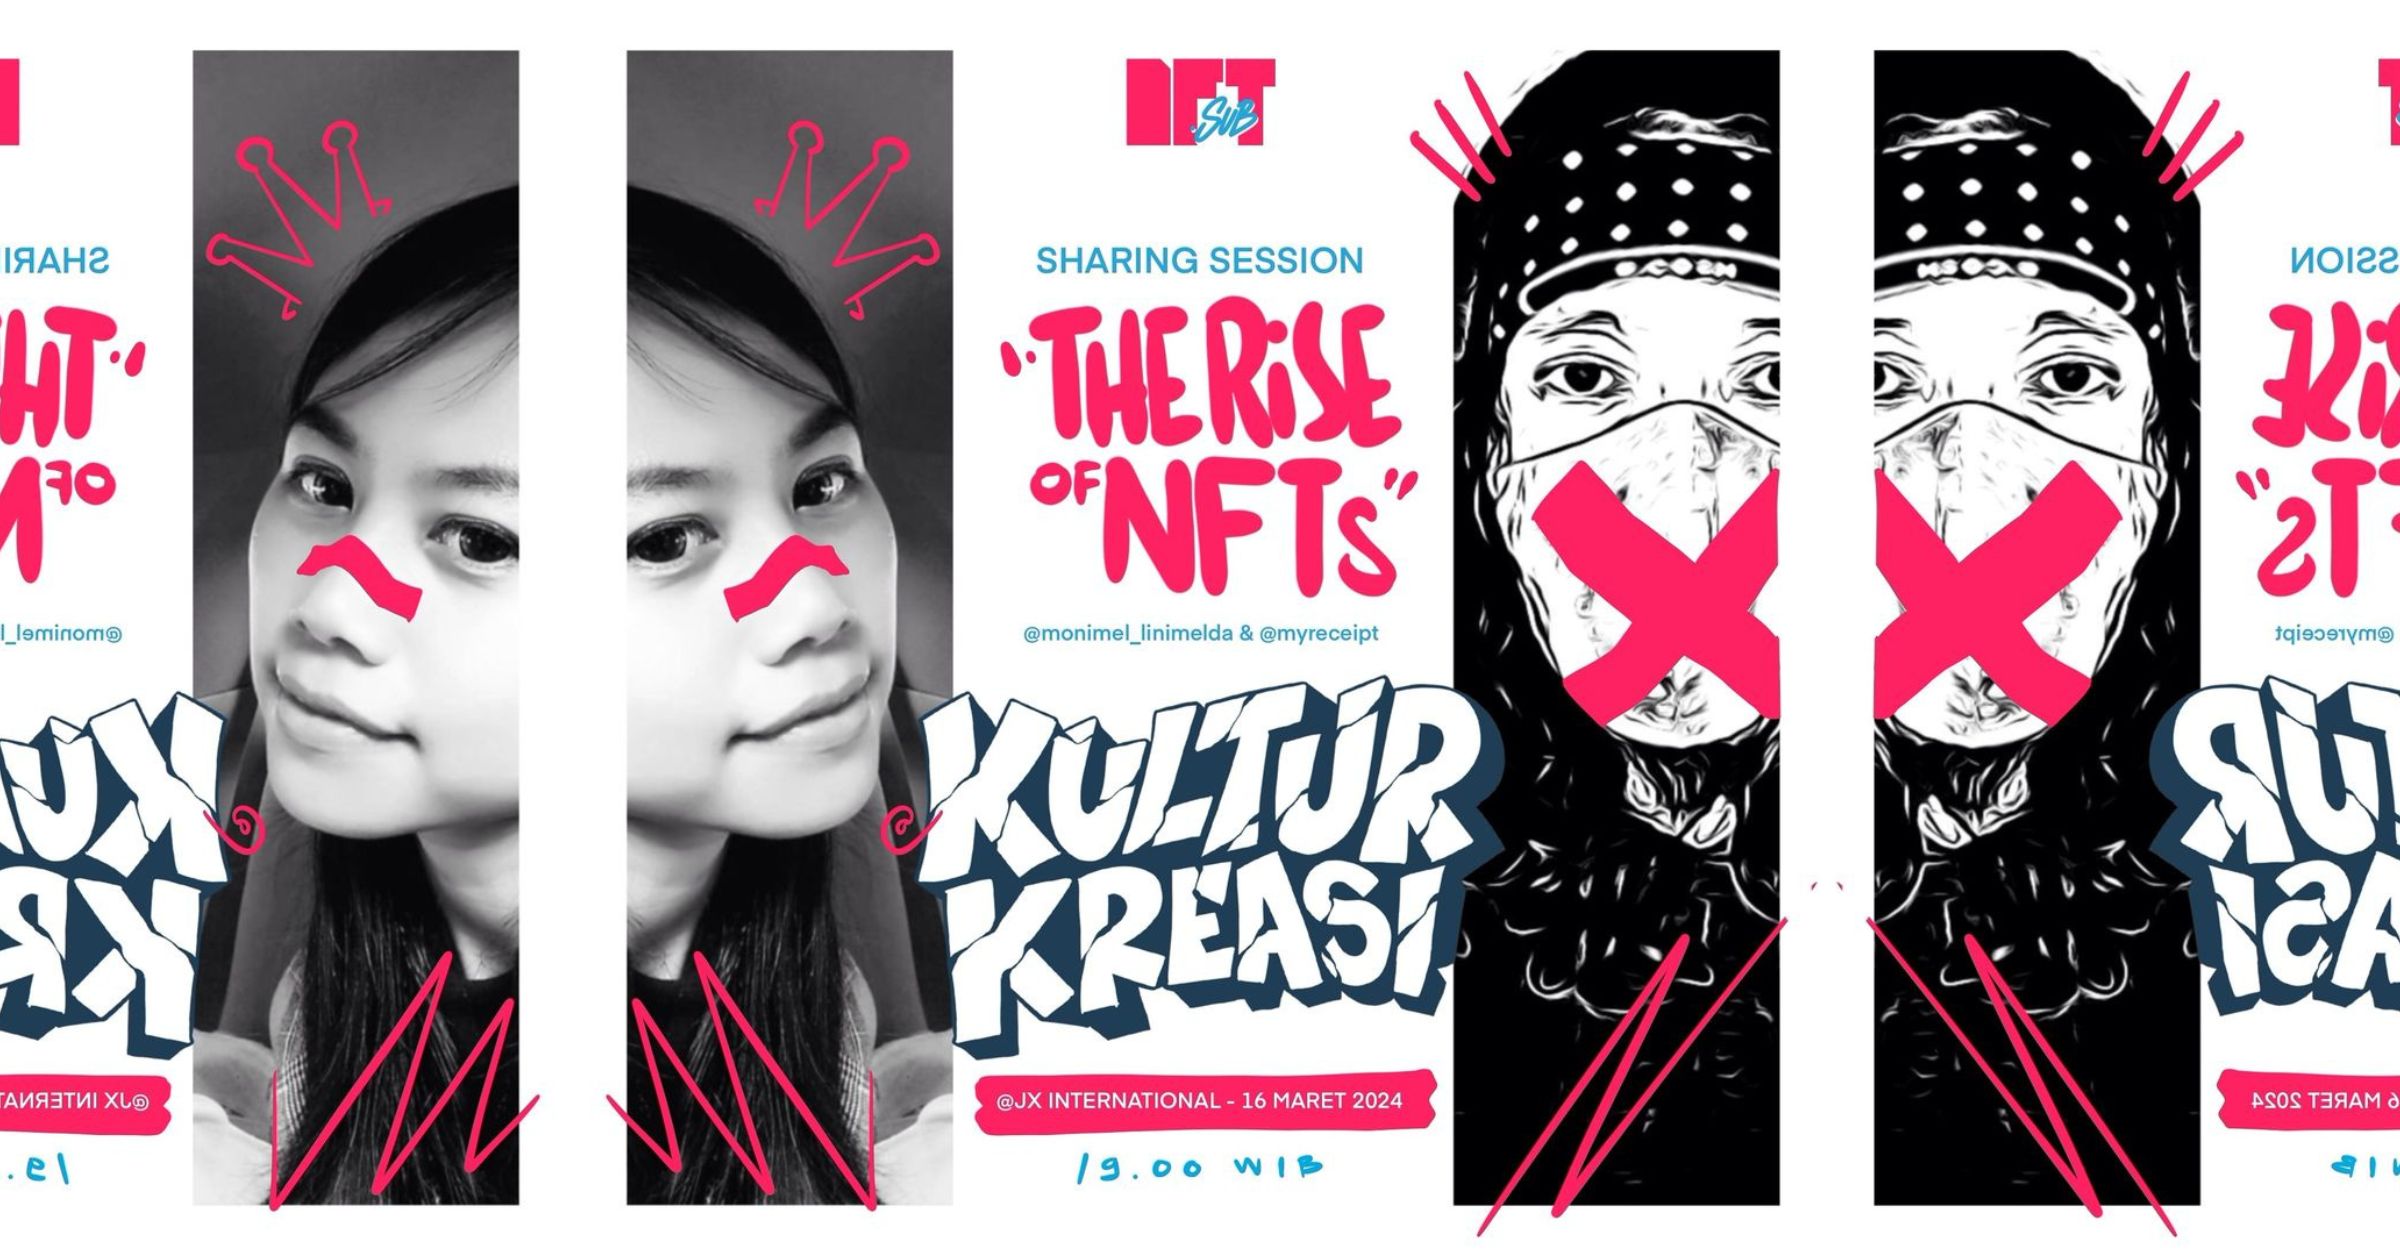 NFT
SUB
SHARING SESSION
"THE RiSE
OF NFTs"
@monimel_linimelda & @myreceipt
KULTUR
KREASI
@JX INTERNATIONAL - 16 MARET 2024
19.00 WIB